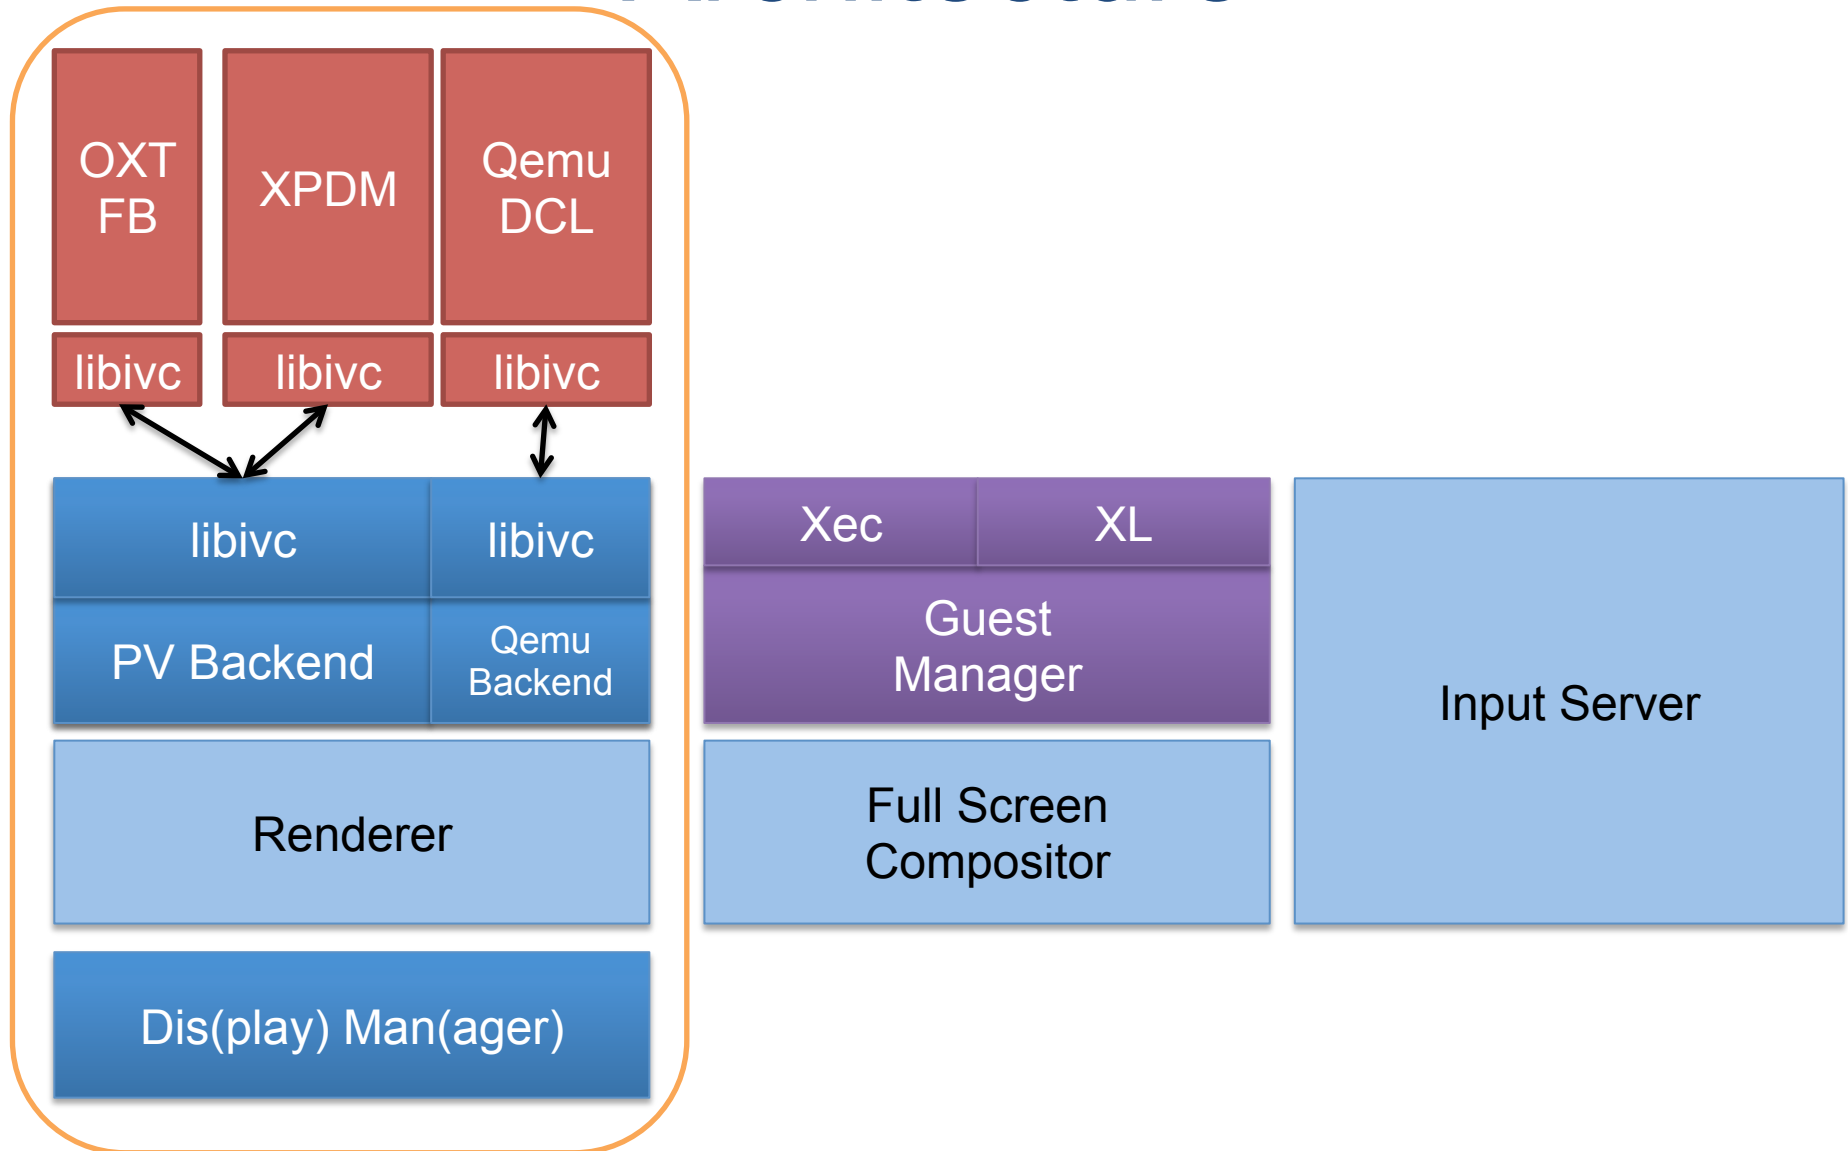 OXT
FB
XPDM
Qemu
DCL
libivc
libivc
libivc
libivc
libivc
Xec
XL
PV Backend
Qemu
Backend
Guest
Manager
Input Server
Renderer
Full Screen
Compositor
Dis(play) Man(ager)